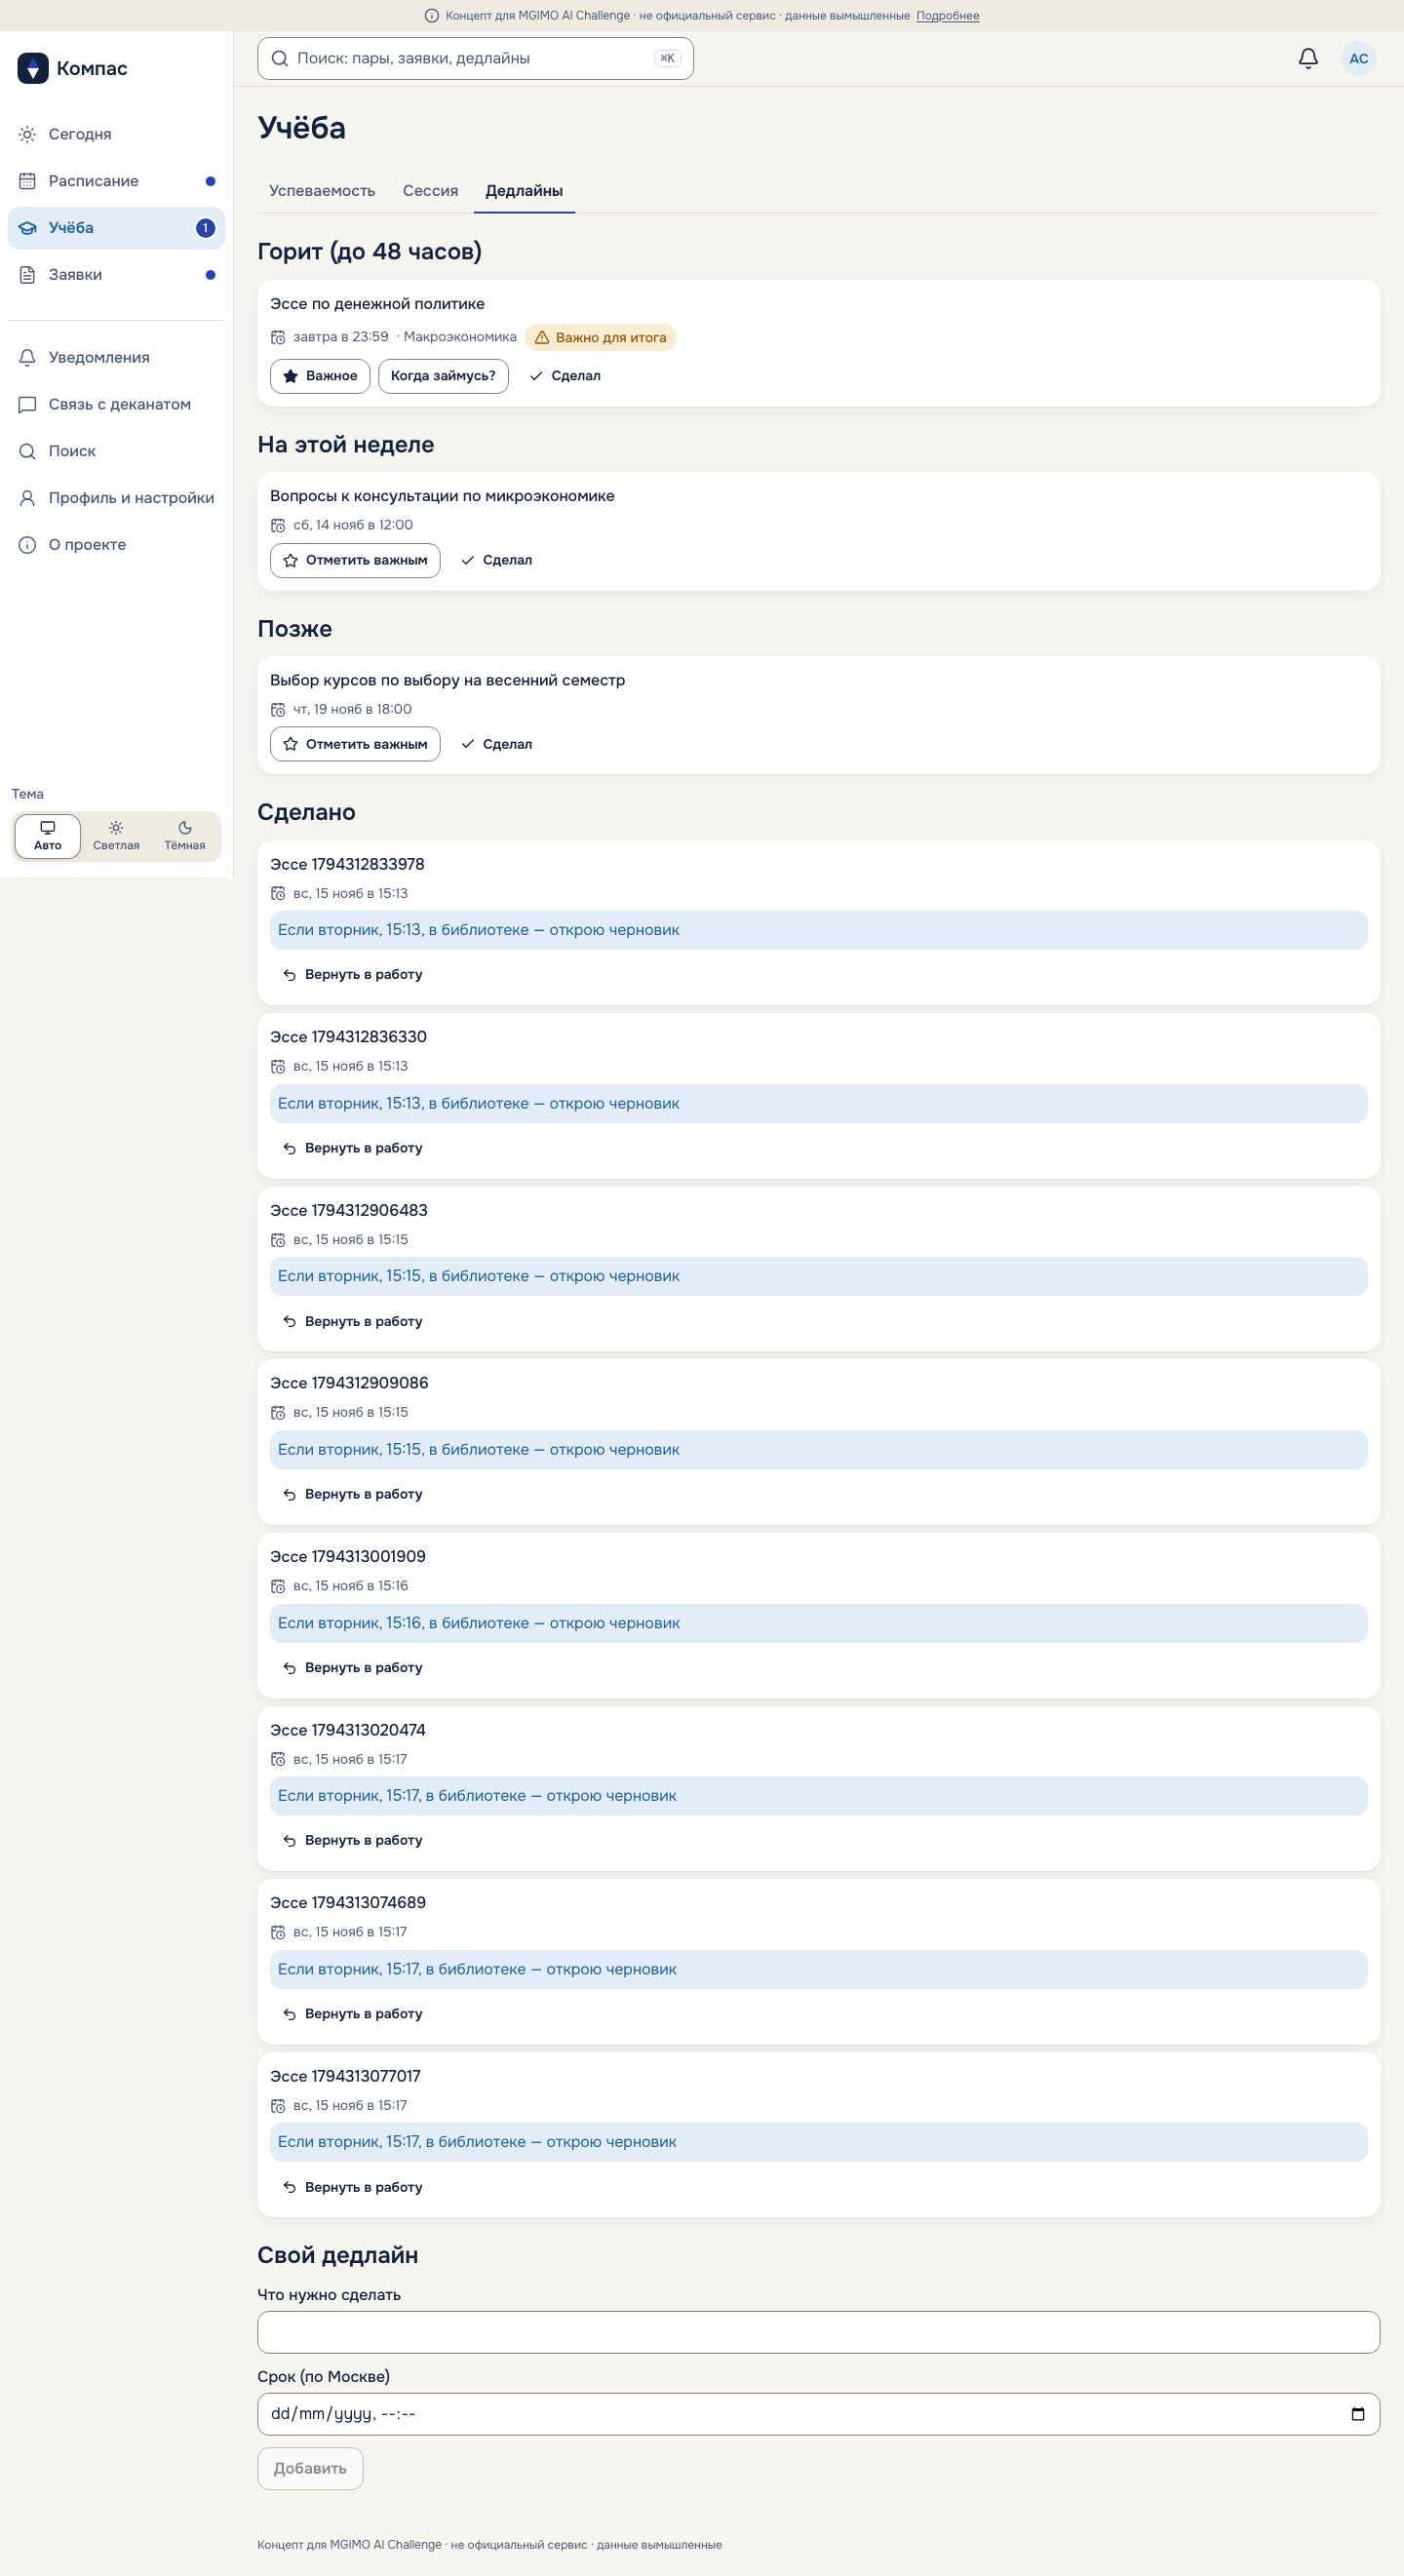 Концепт для MGIMO AI Challenge · не официальный сервис · данные вымышленные Подробнее
Компас
Поиск: пары, заявки, дедлайны ⌘K
АС
Сегодня
Расписание
Учёба 1
Заявки
Уведомления
Связь с деканатом
Поиск
Профиль и настройки
О проекте
Тема
Авто Светлая Тёмная
Учёба
Успеваемость Сессия Дедлайны
Горит (до 48 часов)
Эссе по денежной политике
завтра в 23:59 · Макроэкономика Важно для итога
Важное Когда займусь? Сделал
На этой неделе
Вопросы к консультации по микроэкономике
сб, 14 нояб в 12:00
Отметить важным Сделал
Позже
Выбор курсов по выбору на весенний семестр
чт, 19 нояб в 18:00
Отметить важным Сделал
Сделано
Эссе 1794312833978
вс, 15 нояб в 15:13
Если вторник, 15:13, в библиотеке — открою черновик
Вернуть в работу
Эссе 1794312836330
вс, 15 нояб в 15:13
Если вторник, 15:13, в библиотеке — открою черновик
Вернуть в работу
Эссе 1794312906483
вс, 15 нояб в 15:15
Если вторник, 15:15, в библиотеке — открою черновик
Вернуть в работу
Эссе 1794312909086
вс, 15 нояб в 15:15
Если вторник, 15:15, в библиотеке — открою черновик
Вернуть в работу
Эссе 1794313001909
вс, 15 нояб в 15:16
Если вторник, 15:16, в библиотеке — открою черновик
Вернуть в работу
Эссе 1794313020474
вс, 15 нояб в 15:17
Если вторник, 15:17, в библиотеке — открою черновик
Вернуть в работу
Эссе 1794313074689
вс, 15 нояб в 15:17
Если вторник, 15:17, в библиотеке — открою черновик
Вернуть в работу
Эссе 1794313077017
вс, 15 нояб в 15:17
Если вторник, 15:17, в библиотеке — открою черновик
Вернуть в работу
Свой дедлайн
Что нужно сделать
Срок (по Москве)
dd/mm/yyyy, --:--
Добавить
Концепт для MGIMO AI Challenge · не официальный сервис · данные вымышленные